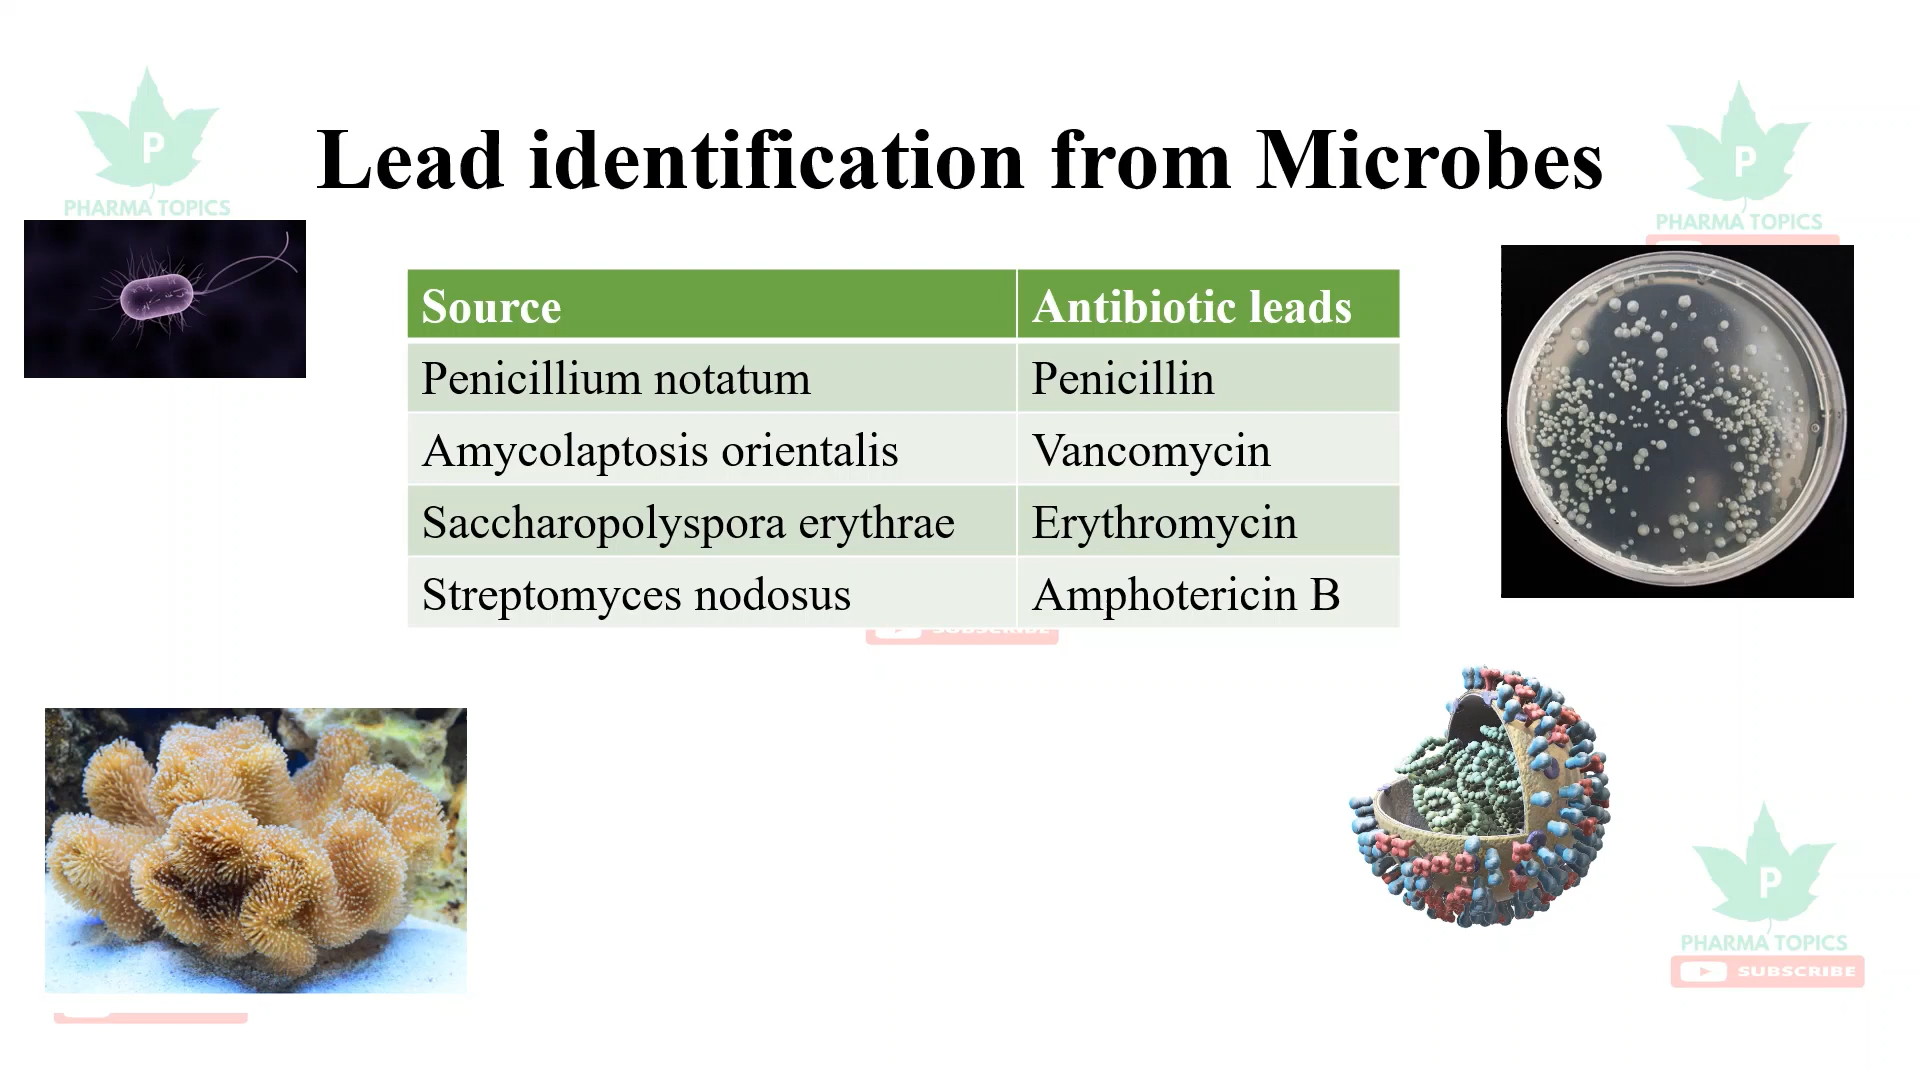 P
PHARMA TOPICS
Lead identification from Microbes
P
PHARMA TOPICS
Source Antibiotic leads
Penicillium notatum Penicillin
Amycolaptosis orientalis Vancomycin
Saccharopolyspora erythrae Erythromycin
Streptomyces nodosus Amphotericin B
SUBSCRIBE
P
PHARMA TOPICS
SUBSCRIBE